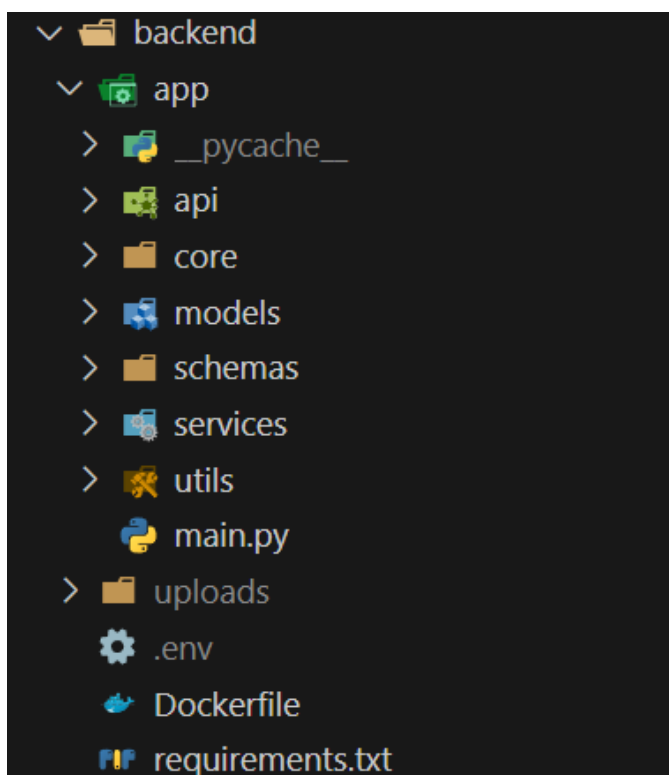 backend
app
__pycache__
api
core
models
schemas
services
utils
main.py
uploads
.env
Dockerfile
requirements.txt